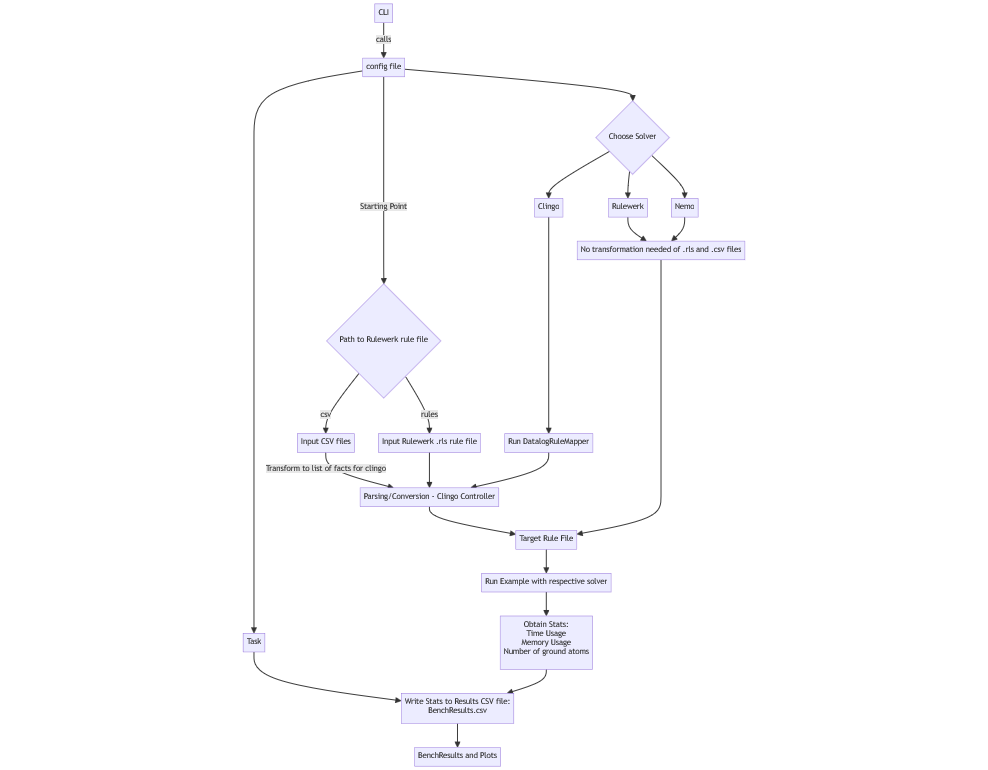 CLI
calls
config file
Choose Solver
Starting Point
Clingo
Rulewerk
Nemo
No transformation needed of .rls and .csv files
Path to Rulewerk rule file
csv
rules
Input CSV files
Input Rulewerk .rls rule file
Run DatalogRuleMapper
Transform to list of facts for clingo
Parsing/Conversion - Clingo Controller
Target Rule File
Run Example with respective solver
Obtain Stats:
Time Usage
Memory Usage
Number of ground atoms
Task
Write Stats to Results CSV file:
BenchResults.csv
BenchResults and Plots